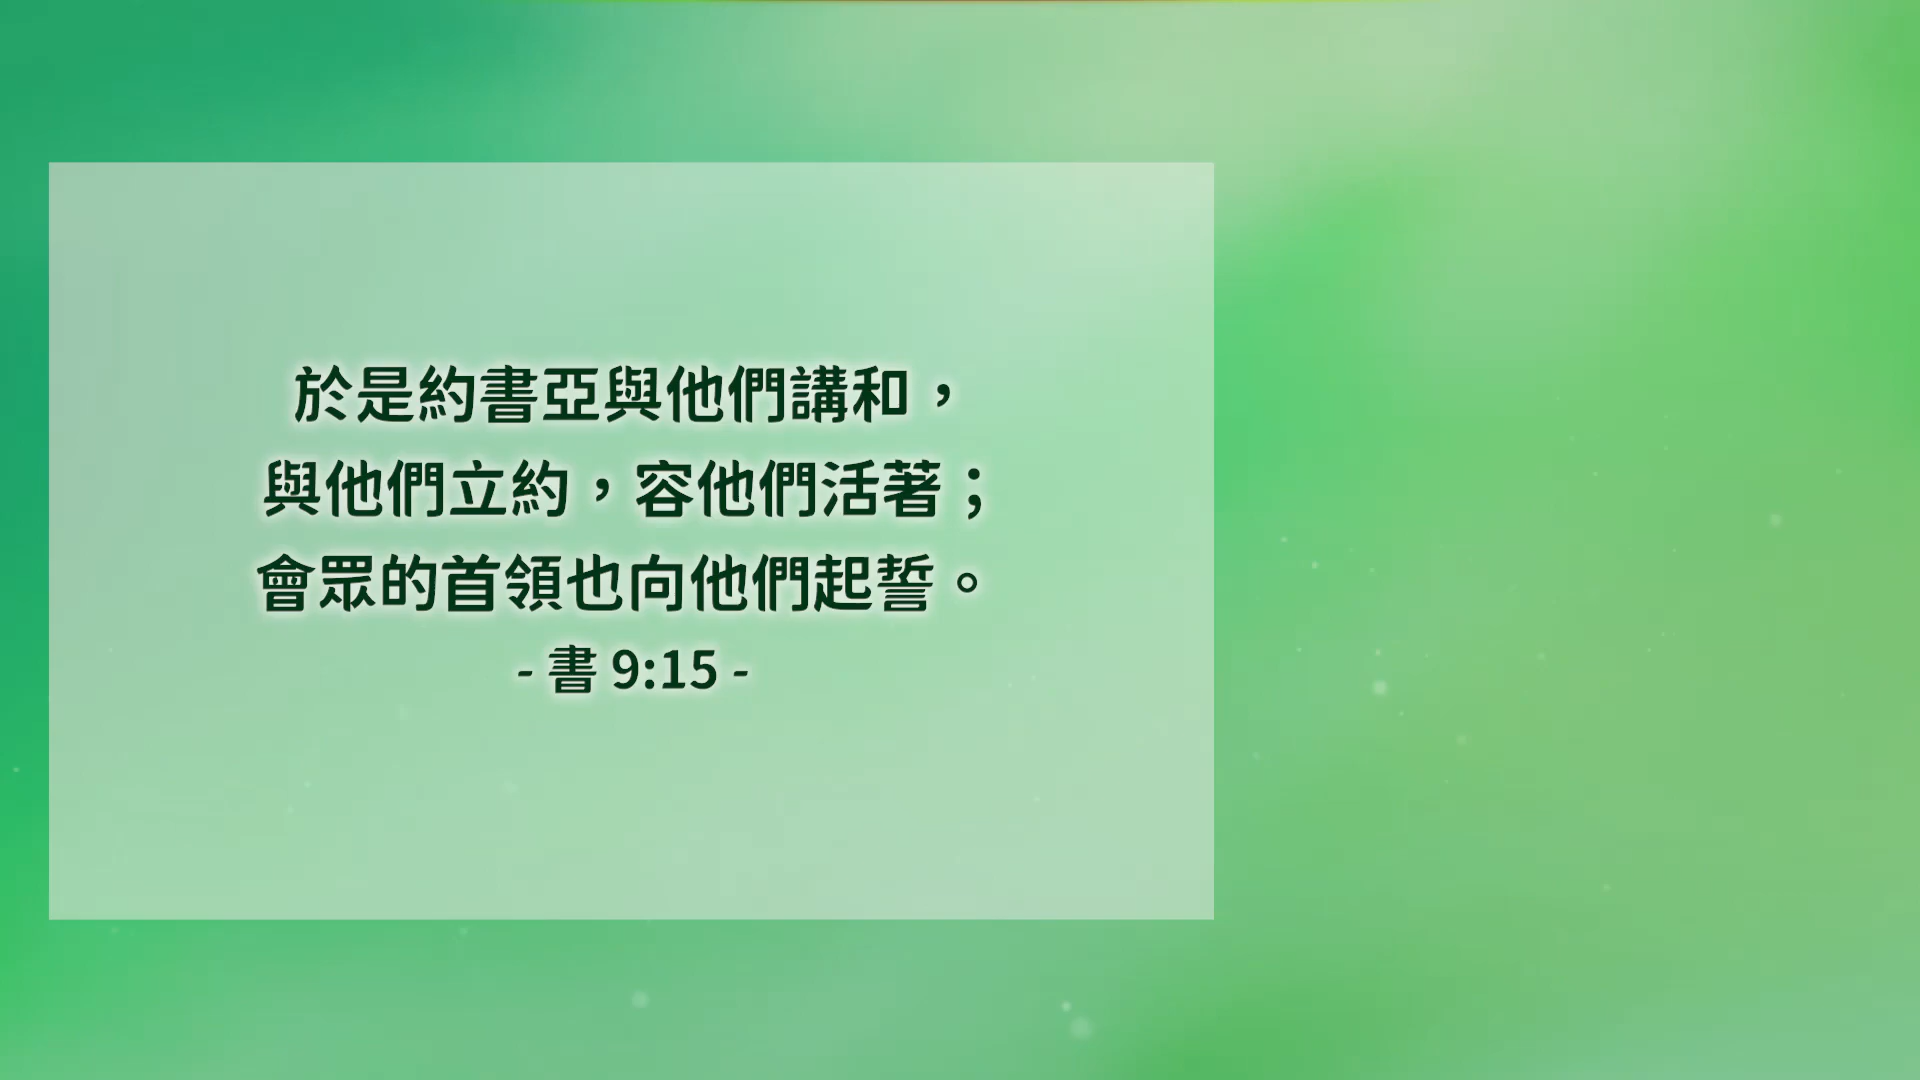 於是約書亞與他們講和，
與他們立約，容他們活著；
會眾的首領也向他們起誓。
- 書 9:15 -